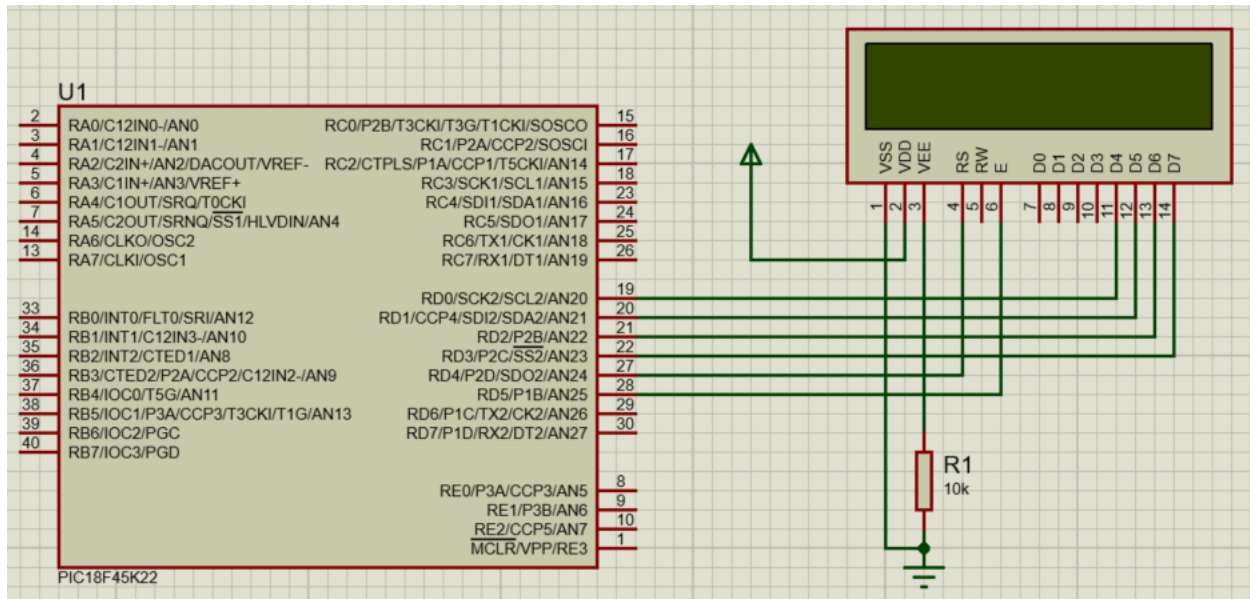 U1
2 RA0/C12IN0-/AN0 RC0/P2B/T3CKI/T3G/T1CKI/SOSCO 15
3 RA1/C12IN1-/AN1 RC1/P2A/CCP2/SOSCI 16
4 RA2/C2IN+/AN2/DACOUT/VREF- RC2/CTPLS/P1A/CCP1/T5CKI/AN14 17
5 RA3/C1IN+/AN3/VREF+ RC3/SCK1/SCL1/AN15 18
6 RA4/C1OUT/SRQ/T0CKI RC4/SDI1/SDA1/AN16 23
7 RA5/C2OUT/SRNQ/SS1/HLVDIN/AN4 RC5/SDO1/AN17 24
14 RA6/CLKO/OSC2 RC6/TX1/CK1/AN18 25
13 RA7/CLKI/OSC1 RC7/RX1/DT1/AN19 26
RD0/SCK2/SCL2/AN20 19
33 RB0/INT0/FLT0/SRI/AN12 RD1/CCP4/SDI2/SDA2/AN21 20
34 RB1/INT1/C12IN3-/AN10 RD2/P2B/AN22 21
35 RB2/INT2/CTED1/AN8 RD3/P2C/SS2/AN23 22
36 RB3/CTED2/P2A/CCP2/C12IN2-/AN9 RD4/P2D/SDO2/AN24 27
37 RB4/IOC0/T5G/AN11 RD5/P1B/AN25 28
38 RB5/IOC1/P3A/CCP3/T3CKI/T1G/AN13 RD6/P1C/TX2/CK2/AN26 29
39 RB6/IOC2/PGC RD7/P1D/RX2/DT2/AN27 30
40 RB7/IOC3/PGD
RE0/P3A/CCP3/AN5 8
RE1/P3B/AN6 9
RE2/CCP5/AN7 10
MCLR/VPP/RE3 1
PIC18F45K22
VSS VDD VEE RS RW E D0 D1 D2 D3 D4 D5 D6 D7
1 2 3 4 5 6 7 8 9 10 11 12 13 14
R1
10k